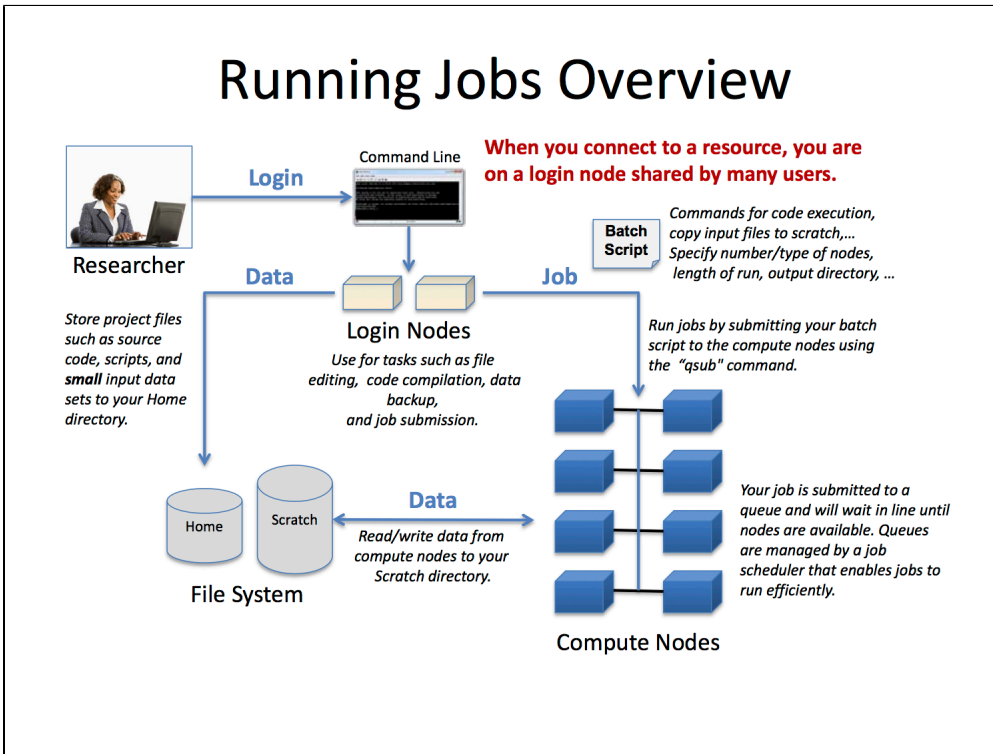 Running Jobs Overview
Command Line
When you connect to a resource, you are
on a login node shared by many users.
Login
Researcher
Batch
Script
Commands for code execution,
copy input files to scratch,...
Specify number/type of nodes,
length of run, output directory, ...
Data
Job
Login Nodes
Store project files
such as source
code, scripts, and
small input data
sets to your Home
directory.
Use for tasks such as file
editing, code compilation, data
backup,
and job submission.
Run jobs by submitting your batch
script to the compute nodes using
the “qsub" command.
Home
Scratch
File System
Data
Read/write data from
compute nodes to your
Scratch directory.
Your job is submitted to a
queue and will wait in line until
nodes are available. Queues
are managed by a job
scheduler that enables jobs to
run efficiently.
Compute Nodes